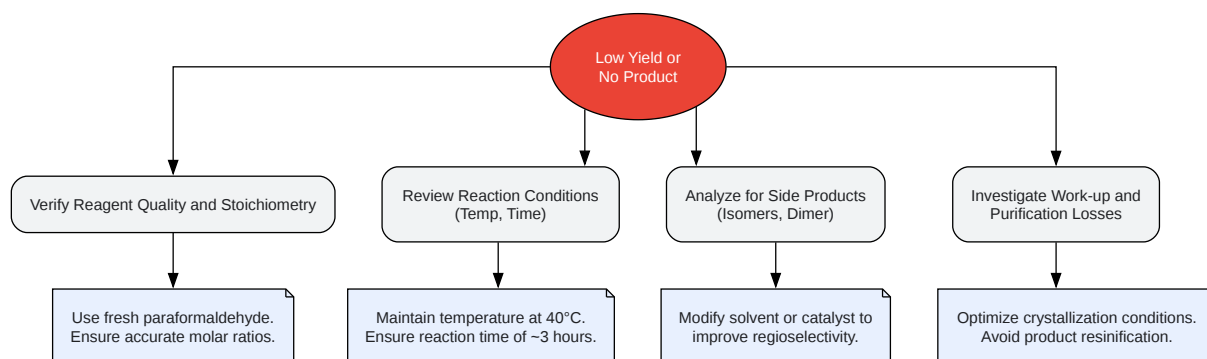 Low Yield or
No Product
Verify Reagent Quality and Stoichiometry
Review Reaction Conditions
(Temp, Time)
Analyze for Side Products
(Isomers, Dimer)
Investigate Work-up and
Purification Losses
Use fresh paraformaldehyde.
Ensure accurate molar ratios.
Maintain temperature at 40°C.
Ensure reaction time of ~3 hours.
Modify solvent or catalyst to
improve regioselectivity.
Optimize crystallization conditions.
Avoid product resinification.